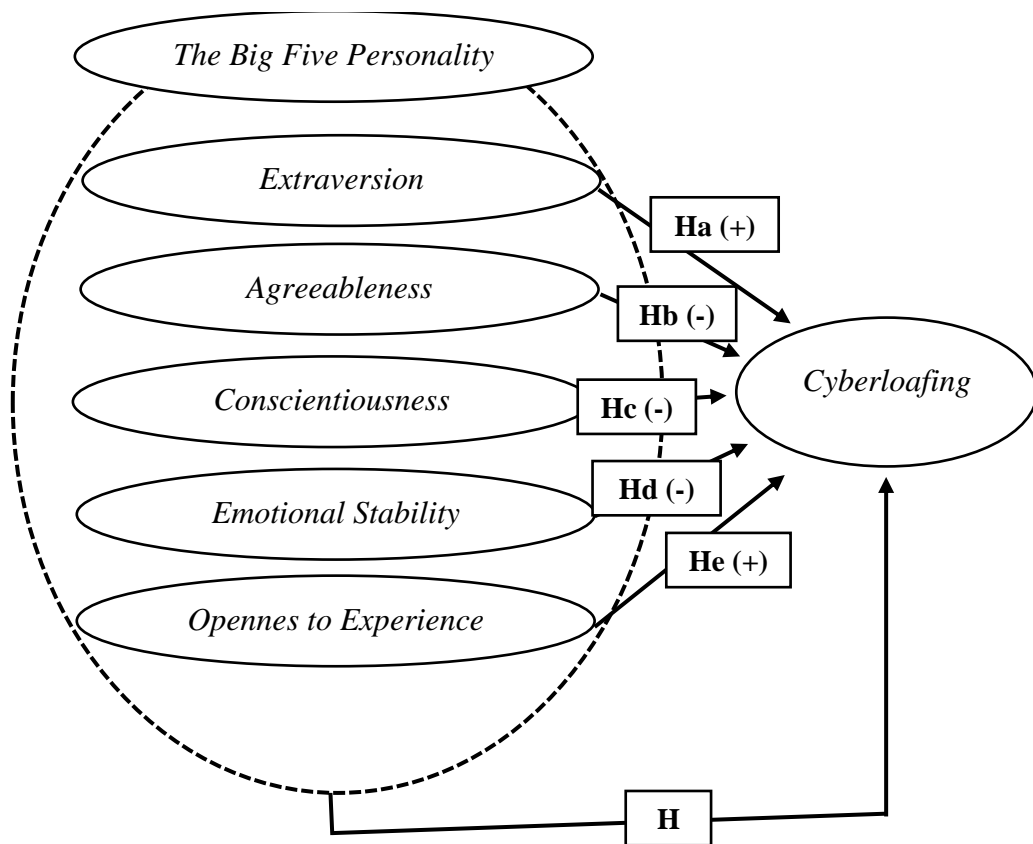 The Big Five Personality
Extraversion
Ha (+)
Agreeableness
Hb (-)
Cyberloafing
Conscientiousness
Hc (-)
Emotional Stability
Hd (-)
He (+)
Opennes to Experience
H